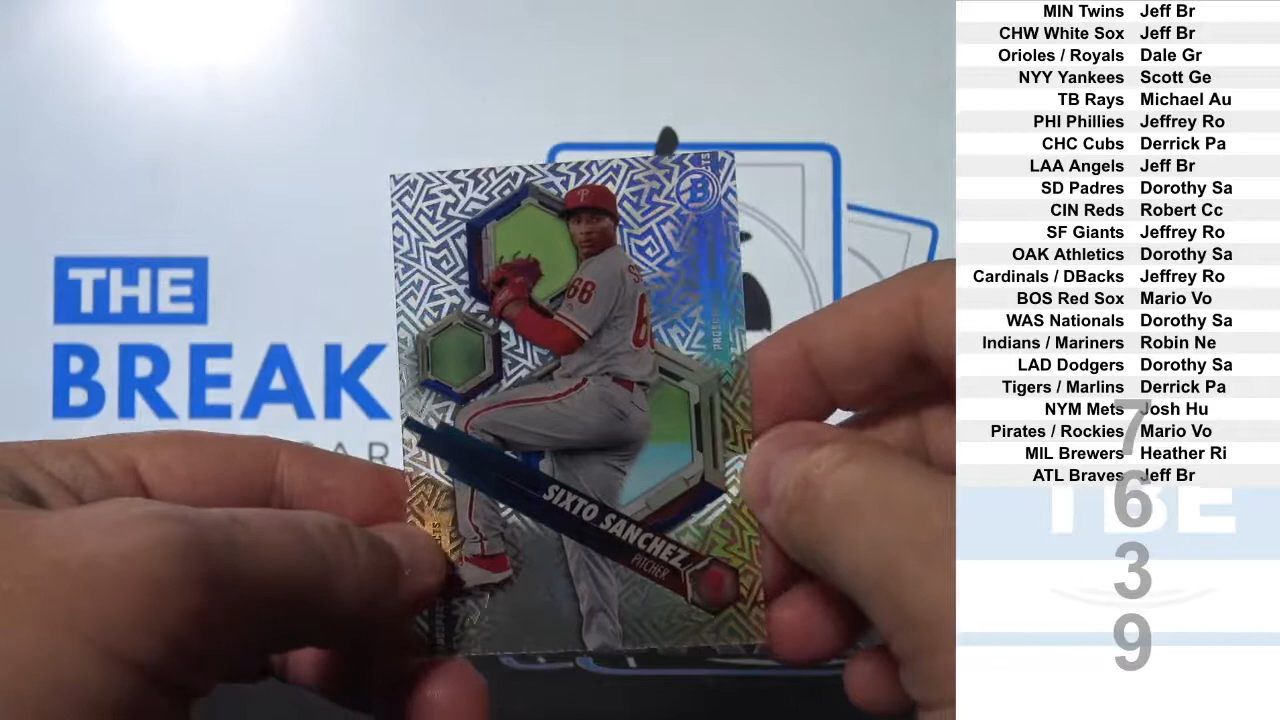 THE
BREAK
AR
B
CTS
P
68
6
SIXTO SANCHEZ
PITCHER
MIN Twins Jeff Br
CHW White Sox Jeff Br
Orioles / Royals Dale Gr
NYY Yankees Scott Ge
TB Rays Michael Au
PHI Phillies Jeffrey Ro
CHC Cubs Derrick Pa
LAA Angels Jeff Br
SD Padres Dorothy Sa
CIN Reds Robert Cc
SF Giants Jeffrey Ro
OAK Athletics Dorothy Sa
Cardinals / DBacks Jeffrey Ro
BOS Red Sox Mario Vo
WAS Nationals Dorothy Sa
Indians / Mariners Robin Ne
LAD Dodgers Dorothy Sa
Tigers / Marlins Derrick Pa
NYM Mets Josh Hu
Pirates / Rockies Mario Vo
MIL Brewers Heather Ri
ATL Braves Jeff Br
TBE
7
6
3
9